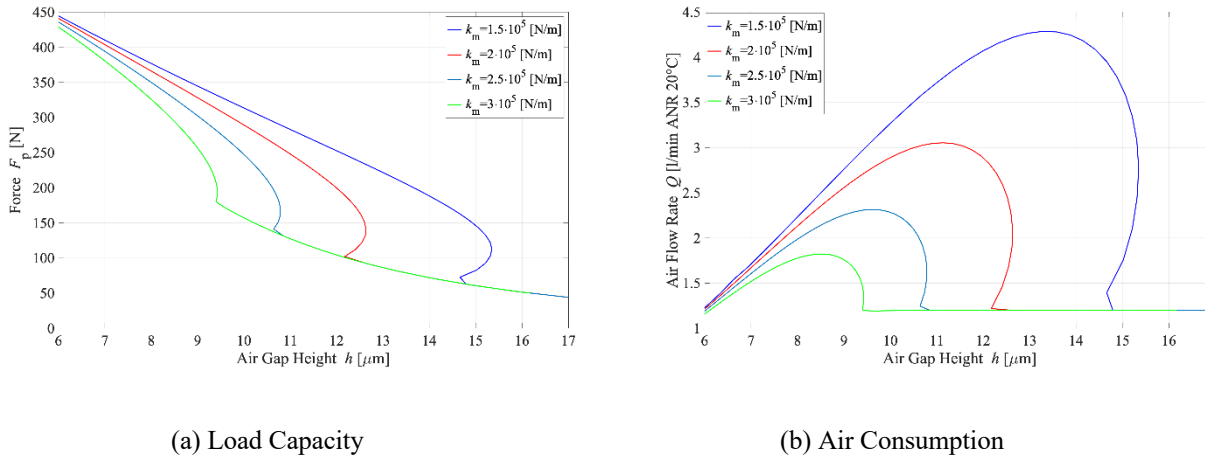 450
400
350
300
250
200
150
100
50
0
Force F_p [N]
k_m=1.5·10^5 [N/m]
k_m=2·10^5 [N/m]
k_m=2.5·10^5 [N/m]
k_m=3·10^5 [N/m]
6 7 8 9 10 11 12 13 14 15 16 17
Air Gap Height h [μm]
(a) Load Capacity
4.5
4
3.5
3
2.5
2
1.5
1
Air Flow Rate Q [l/min ANR 20°C]
k_m=1.5·10^5 [N/m]
k_m=2·10^5 [N/m]
k_m=2.5·10^5 [N/m]
k_m=3·10^5 [N/m]
6 7 8 9 10 11 12 13 14 15 16
Air Gap Height h [μm]
(b) Air Consumption